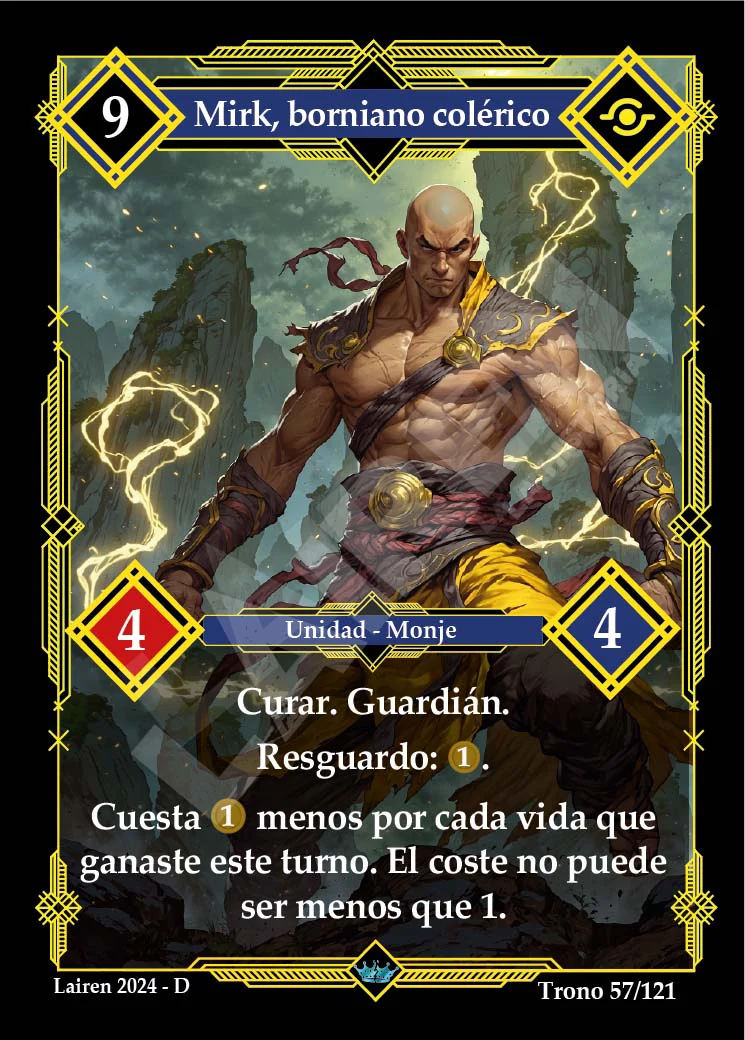 9
Mirk, borniano colérico
4
Unidad - Monje
4
Curar. Guardián.
Resguardo: 1.
Cuesta 1 menos por cada vida que
ganaste este turno. El coste no puede
ser menos que 1.
Lairen 2024 - D
Trono 57/121